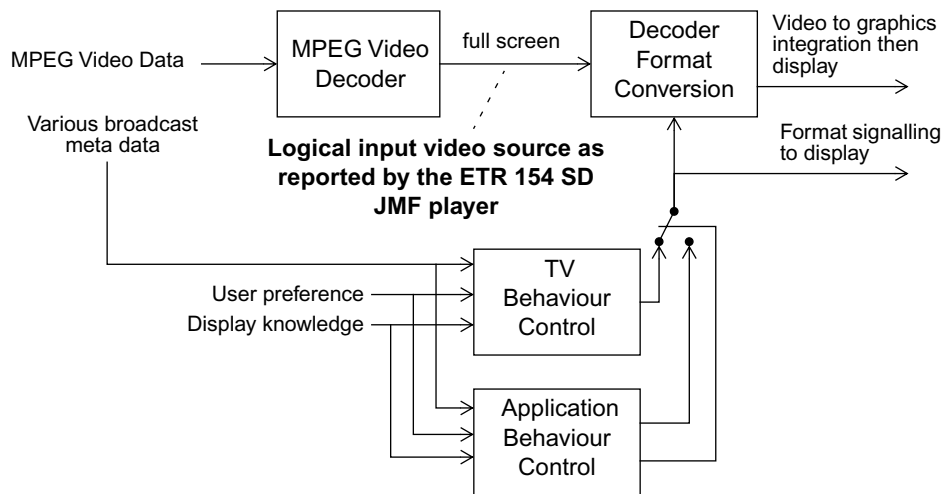 MPEG Video Data
MPEG Video
Decoder
full screen
Decoder
Format
Conversion
Video to graphics
integration then
display
Various broadcast
meta data
Logical input video source as
reported by the ETR 154 SD
JMF player
Format signalling
to display
User preference
Display knowledge
TV
Behaviour
Control
Application
Behaviour
Control